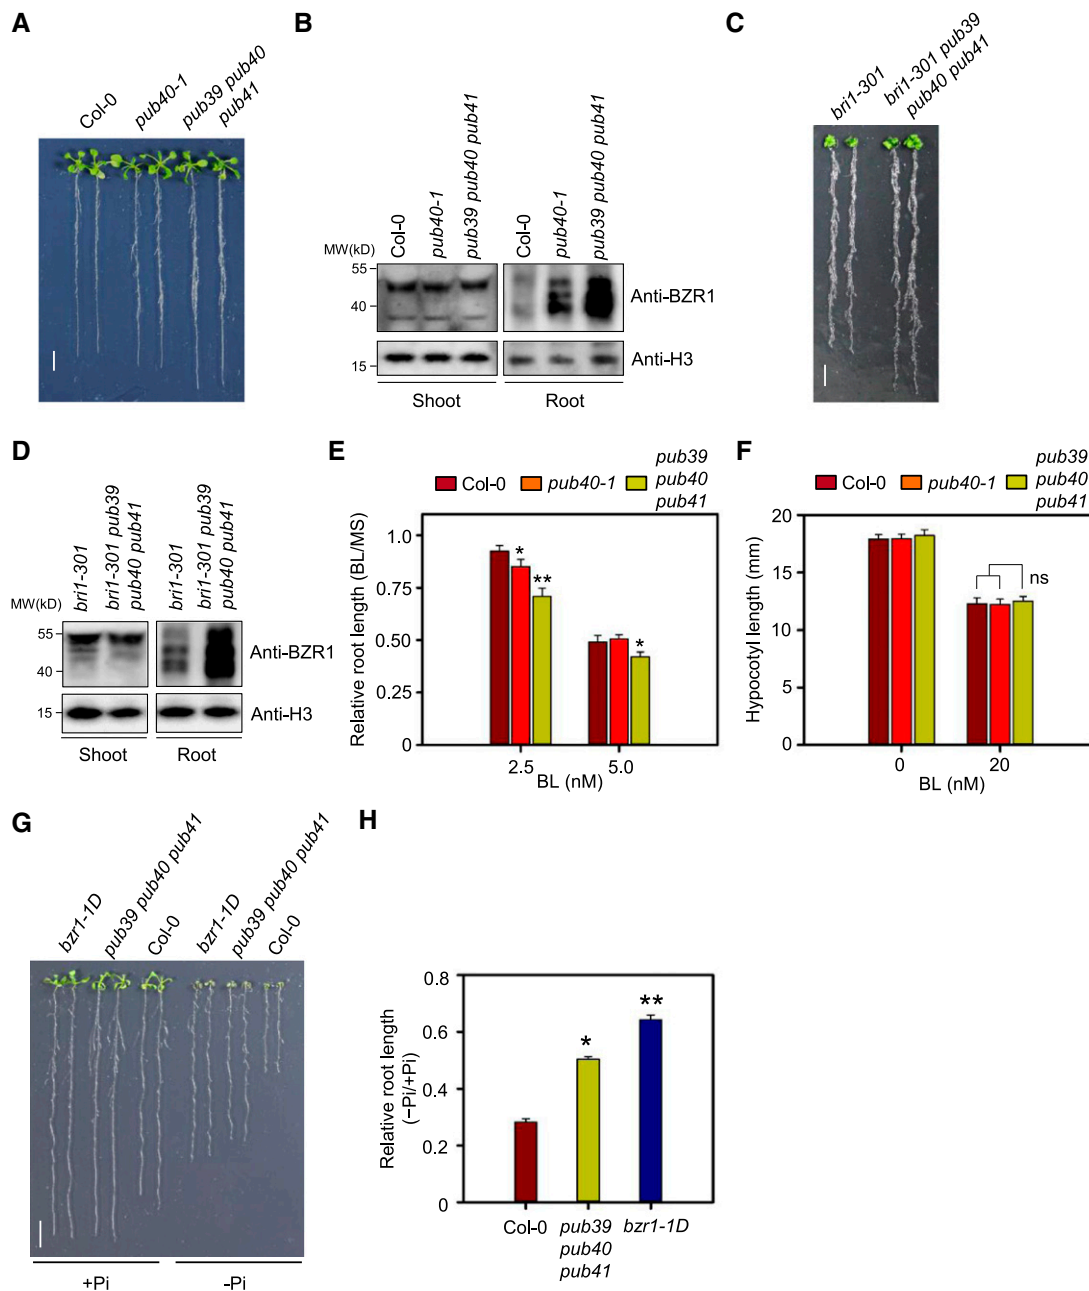 A
Col-0
pub40-1
pub39 pub40
pub41
B
MW(kD)
Col-0
pub40-1
pub39 pub40 pub41
Col-0
pub40-1
pub39 pub40 pub41
55
40
15
Anti-BZR1
Anti-H3
Shoot
Root
C
bri1-301
bri1-301 pub39
pub40 pub41
D
MW(kD)
bri1-301
bri1-301 pub39
pub40 pub41
bri1-301
bri1-301 pub39
pub40 pub41
55
40
15
Anti-BZR1
Anti-H3
Shoot
Root
E
Col-0
pub40-1
pub39
pub40
pub41
Relative root length (BL/MS)
1.0
0.75
0.50
0.25
0
*
**
*
2.5
5.0
BL (nM)
F
Col-0
pub40-1
pub39
pub40
pub41
Hypocotyl length (mm)
20
15
10
5
0
ns
0
20
BL (nM)
G
bzr1-1D
pub39 pub40 pub41
Col-0
bzr1-1D
pub39 pub40 pub41
Col-0
+Pi
-Pi
H
Relative root length
(−Pi/+Pi)
0.8
0.6
0.4
0.2
0
*
**
Col-0
pub39
pub40
pub41
bzr1-1D